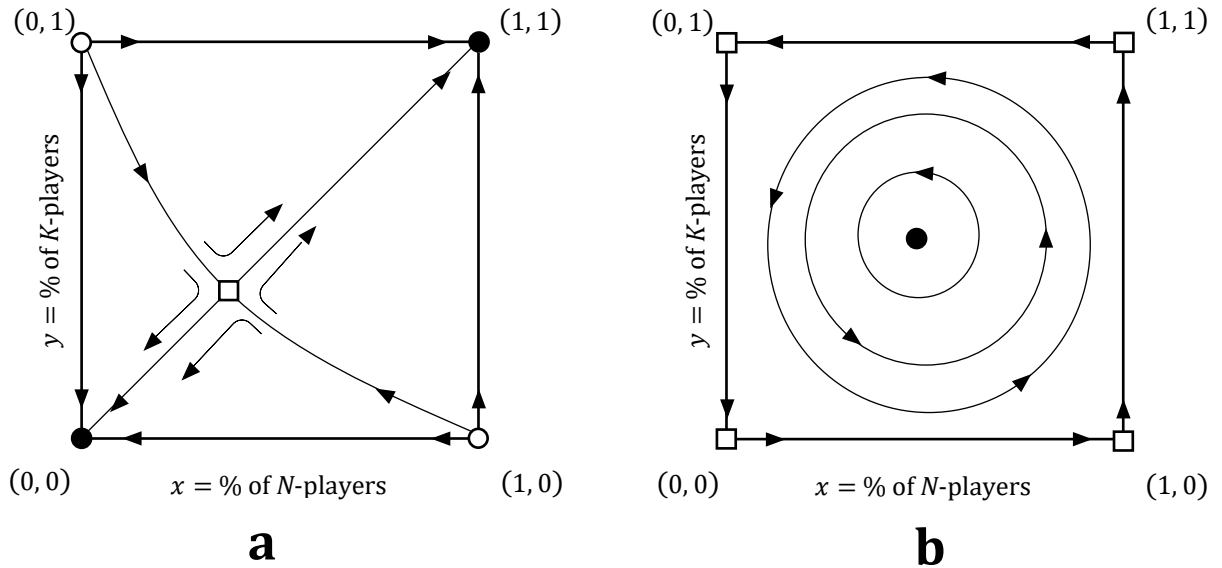 (0, 1)
(1, 1)
y = % of K-players
(0, 0)
x = % of N-players
(1, 0)
a
(0, 1)
(1, 1)
y = % of K-players
(0, 0)
x = % of N-players
(1, 0)
b